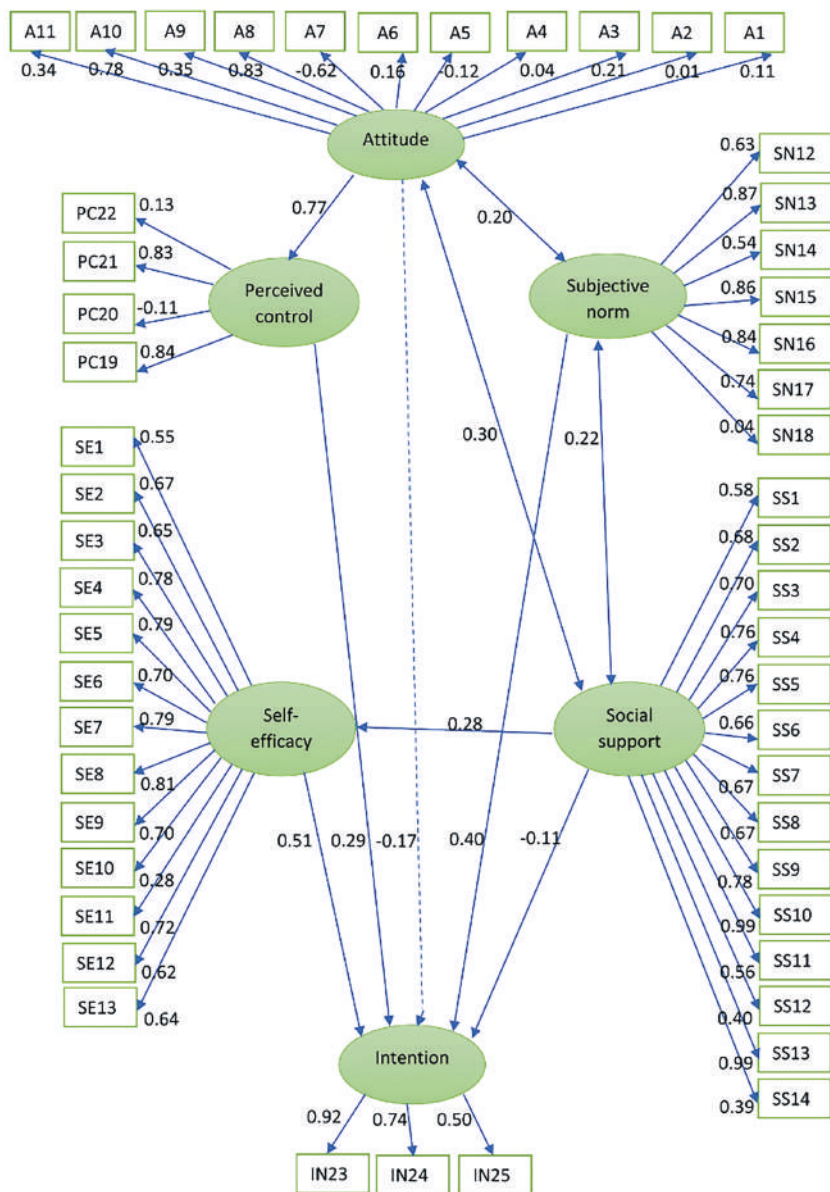 A11 A10 A9 A8 A7 A6 A5 A4 A3 A2 A1
0.34 0.78 0.35 0.83 -0.62 0.16 -0.12 0.04 0.21 0.01 0.11
Attitude
0.77
0.20
PC22 0.13
PC21 0.83
PC20 -0.11
PC19 0.84
Perceived
control
Subjective
norm
0.63 SN12
0.87 SN13
0.54 SN14
0.86 SN15
0.84 SN16
0.74 SN17
0.04 SN18
0.30
0.22
SE1 0.55
SE2 0.67
SE3 0.65
SE4 0.78
SE5 0.79
SE6 0.70
SE7 0.79
SE8
0.81
SE9
0.70
SE10
0.28
SE11
0.72
SE12
0.62
SE13
0.64
Self-
efficacy
0.28
Social
support
0.58 SS1
0.68 SS2
0.70 SS3
0.76 SS4
0.76 SS5
0.66 SS6
SS7
0.67
SS8
0.67
SS9
0.78
SS10
0.99
SS11
0.56
SS12
0.40
SS13
0.99
SS14
0.39
0.51 0.29 -0.17 0.40 -0.11
Intention
0.92 0.74 0.50
IN23 IN24 IN25